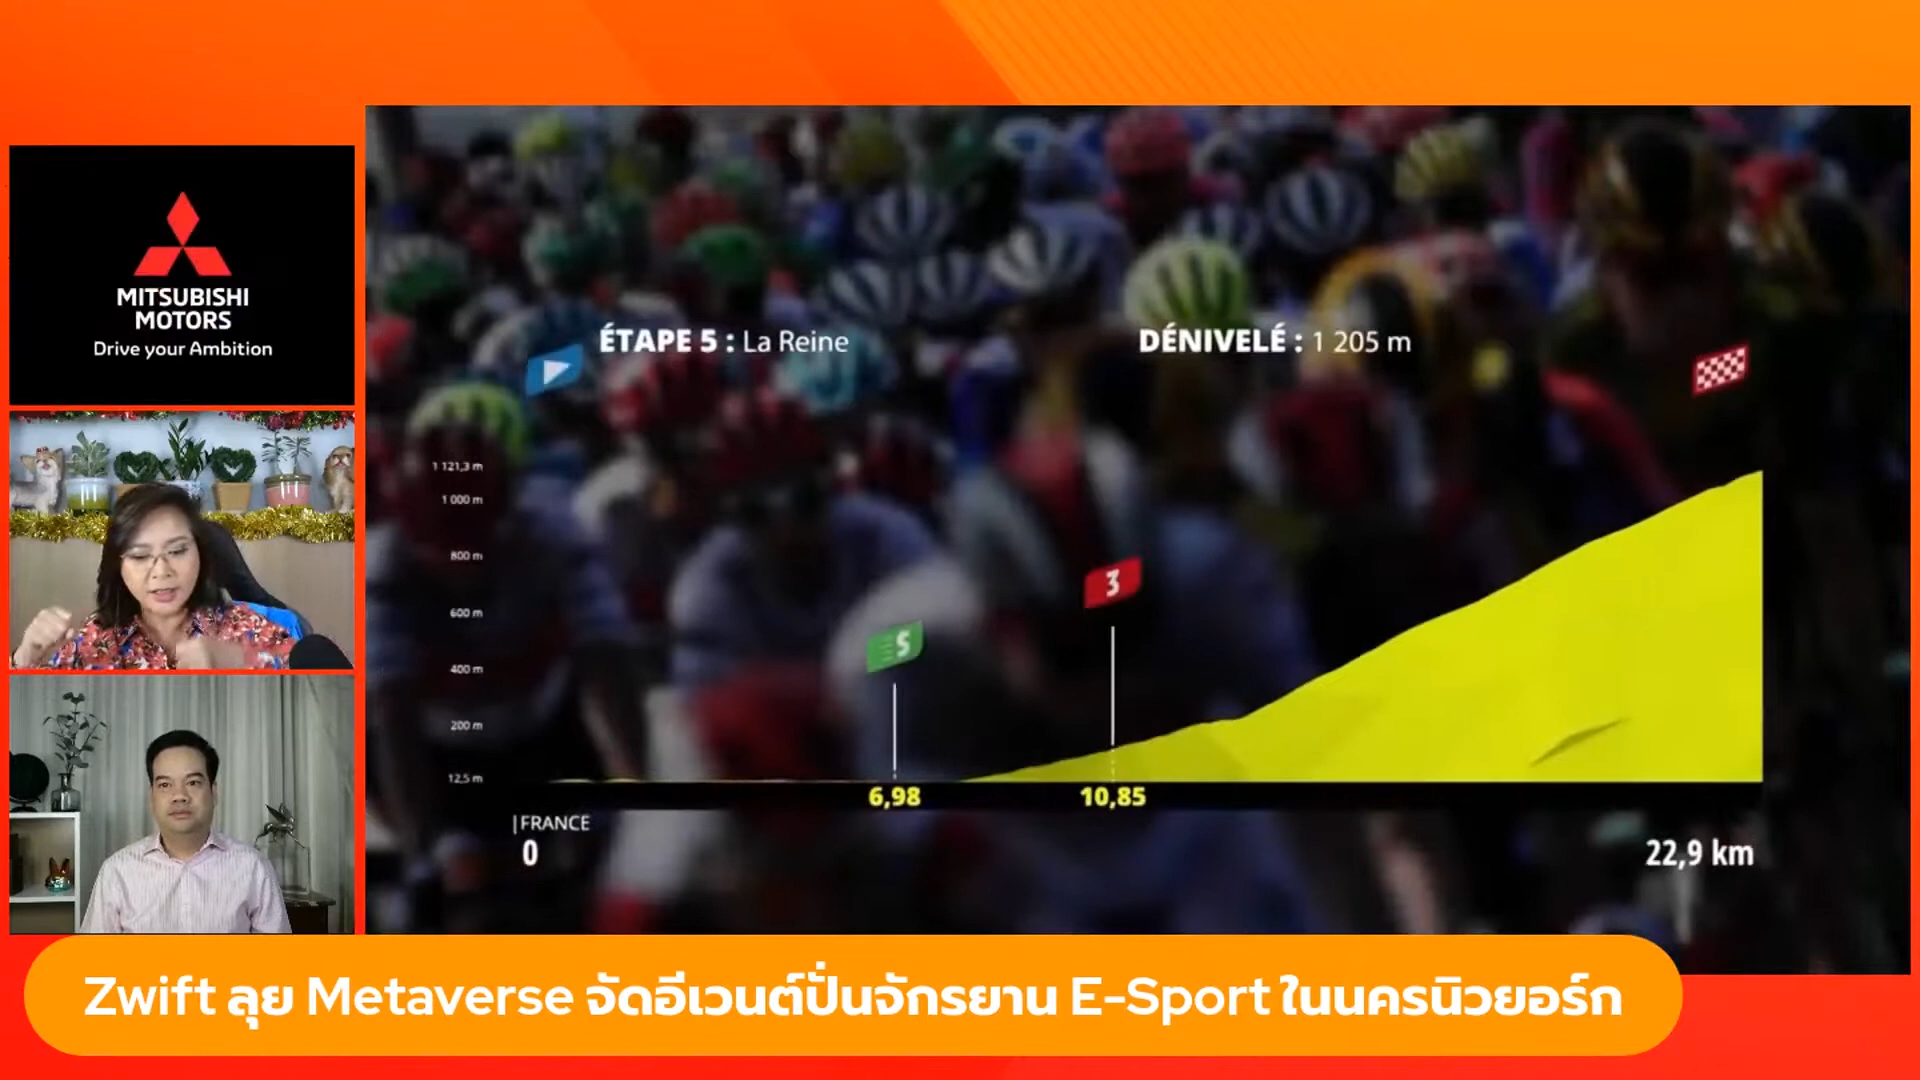 MITSUBISHI
MOTORS
Drive your Ambition
ÉTAPE 5 : La Reine
DÉNIVELÉ : 1 205 m
1 121,3 m
1 000 m
800 m
600 m
400 m
200 m
12,5 m
S
3
6,98
10,85
|FRANCE
0
22,9 km
Zwift ลุย Metaverse จัดอีเวนต์ปั่นจักรยาน E-Sport ในนครนิวยอร์ก